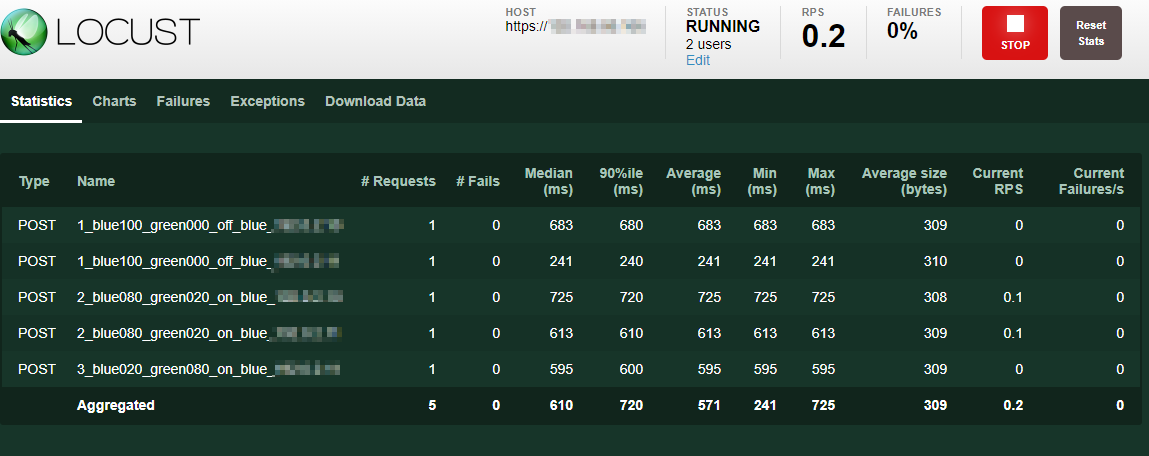 LOCUST
HOST
https://
STATUS
RUNNING
2 users
Edit
RPS
0.2
FAILURES
0%
STOP
Reset
Stats
Statistics Charts Failures Exceptions Download Data
Type Name # Requests # Fails Median (ms) 90%ile (ms) Average (ms) Min (ms) Max (ms) Average size (bytes) Current RPS Current Failures/s
POST 1_blue100_green000_off_blue_ 1 0 683 680 683 683 683 309 0 0
POST 1_blue100_green000_off_blue_ 1 0 241 240 241 241 241 310 0 0
POST 2_blue080_green020_on_blue_ 1 0 725 720 725 725 725 308 0.1 0
POST 2_blue080_green020_on_blue_ 1 0 613 610 613 613 613 309 0.1 0
POST 3_blue020_green080_on_blue_ 1 0 595 600 595 595 595 309 0 0
Aggregated 5 0 610 720 571 241 725 309 0.2 0